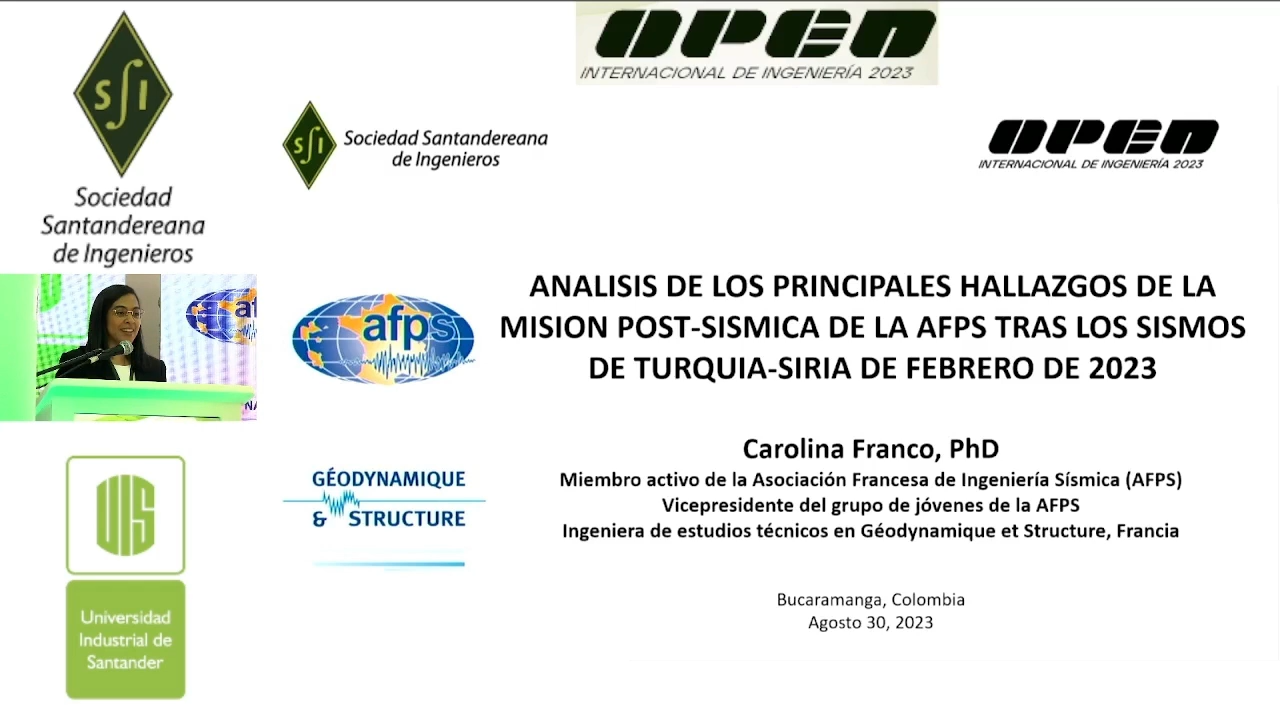 SSI
Sociedad
Santandereana
de Ingenieros
OPEN
INTERNACIONAL DE INGENIERÍA 2023
SSI
Sociedad Santandereana
de Ingenieros
OPEN
INTERNACIONAL DE INGENIERÍA 2023
afps
afps
ANALISIS DE LOS PRINCIPALES HALLAZGOS DE LA
MISION POST-SISMICA DE LA AFPS TRAS LOS SISMOS
DE TURQUIA-SIRIA DE FEBRERO DE 2023
Carolina Franco, PhD
Miembro activo de la Asociación Francesa de Ingeniería Sísmica (AFPS)
Vicepresidente del grupo de jóvenes de la AFPS
Ingeniera de estudios técnicos en Géodynamique et Structure, Francia
GÉODYNAMIQUE
& STRUCTURE
UIS
Universidad
Industrial de
Santander
Bucaramanga, Colombia
Agosto 30, 2023